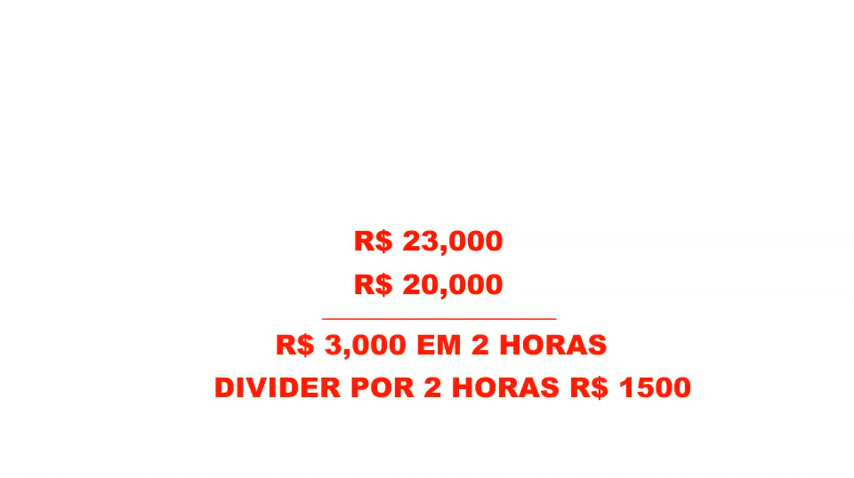 R$ 23,000
R$ 20,000
R$ 3,000 EM 2 HORAS
DIVIDER POR 2 HORAS R$ 1500